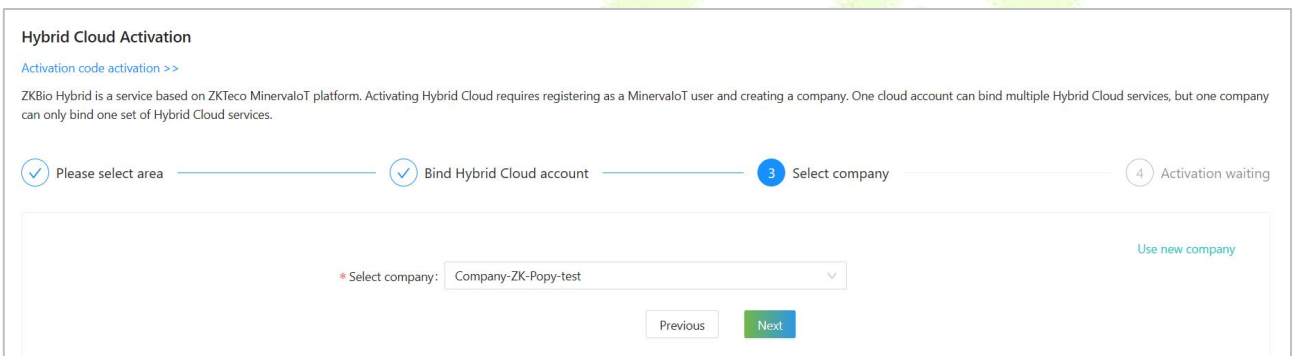 Hybrid Cloud Activation
Activation code activation >>
ZKBio Hybrid is a service based on ZKTeco MinervaIoT platform. Activating Hybrid Cloud requires registering as a MinervaIoT user and creating a company. One cloud account can bind multiple Hybrid Cloud services, but one company
can only bind one set of Hybrid Cloud services.
Please select area
Bind Hybrid Cloud account
3 Select company
4 Activation waiting
Use new company
* Select company: Company-ZK-Popy-test
Previous Next